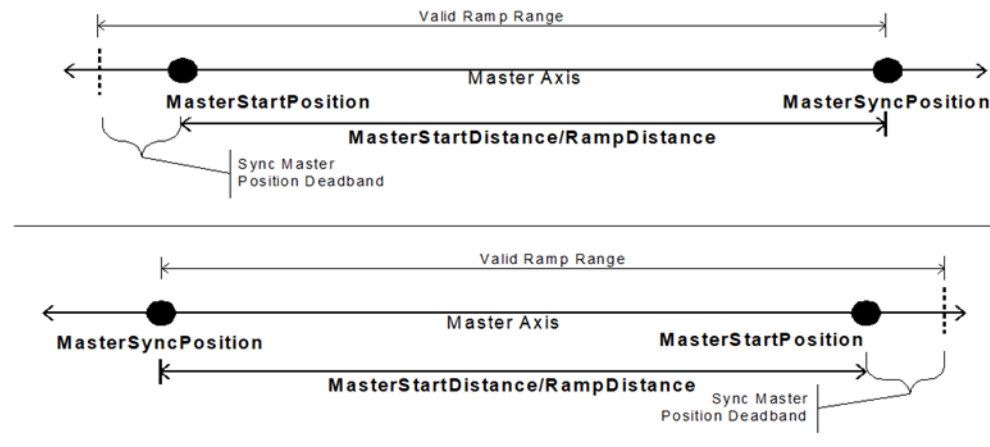 Valid Ramp Range
Master Axis
MasterStartPosition
MasterSyncPosition
MasterStartDistance/RampDistance
Sync Master
Position Deadband
Valid Ramp Range
Master Axis
MasterSyncPosition
MasterStartPosition
MasterStartDistance/RampDistance
Sync Master
Position Deadband